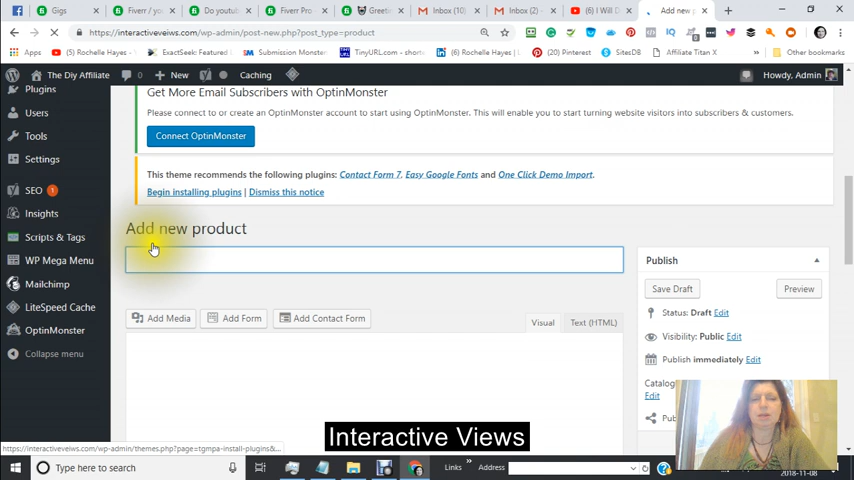 Gigs
Fiverr / you
Do youtub
Fiverr Pro
Greet
Inbox (10)
Inbox (2)
(I Will D
Add new p
https://interactiveveiws.com/wp-admin/post-new.php?post_type=product
Apps
(5) Rochelle Hayes
ExactSeek: Featured
Submission Monster
TinyURL.com - shorte
(4) Rochelle Hayes |
(20) Pinterest
SitesDB
Affiliate Titan X
»
Other bookmarks
The Diy Affiliate
0
New
Caching
Howdy, Admin
Plugins
Users
Tools
Settings
SEO 1
Insights
Scripts & Tags
WP Mega Menu
Mailchimp
LiteSpeed Cache
OptinMonster
Collapse menu
Get More Email Subscribers with OptinMonster
Please connect to or create an OptinMonster account to start using OptinMonster. This will enable you to start turning website visitors into subscribers & customers.
Connect OptinMonster
This theme recommends the following plugins: Contact Form 7, Easy Google Fonts and One Click Demo Import.
Begin installing plugins | Dismiss this notice
Add new product
Add Media
Add Form
Add Contact Form
Visual
Text (HTML)
Publish
Save Draft
Preview
Status: Draft Edit
Visibility: Public Edit
Publish immediately Edit
Catalog
Edit
Pu
https://interactiveveiws.com/wp-admin/themes.php?page=tgmpa-install-plugins&...
Interactive Views
Type here to search
Links
»
Address
2018-11-08